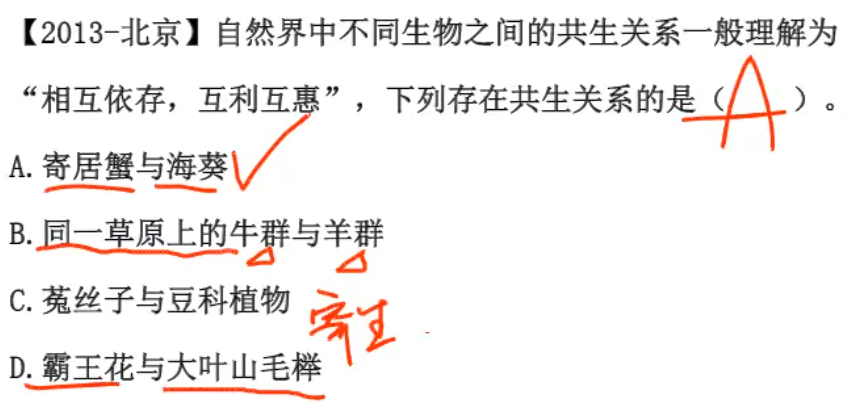 【2013-北京】自然界中不同生物之间的共生关系一般理解为
“相互依存，互利互惠”，下列存在共生关系的是（ A ）。
A.寄居蟹与海葵
B.同一草原上的牛群与羊群
C.菟丝子与豆科植物 寄生
D.霸王花与大叶山毛榉